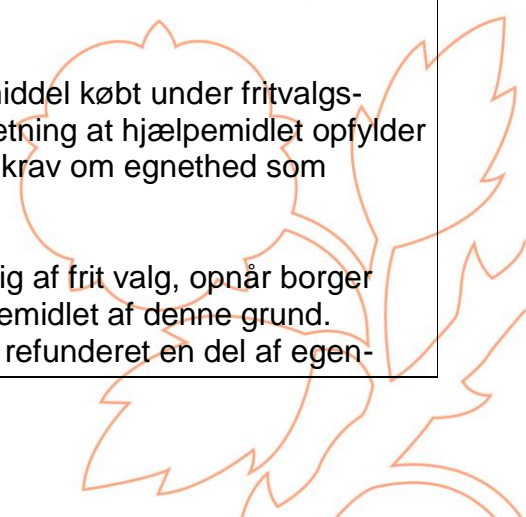 middel købt under fritvalgs-
etning at hjælpemidlet opfylder
krav om egnethed som
ig af frit valg, opnår borger
emidlet af denne grund.
refunderet en del af egen-